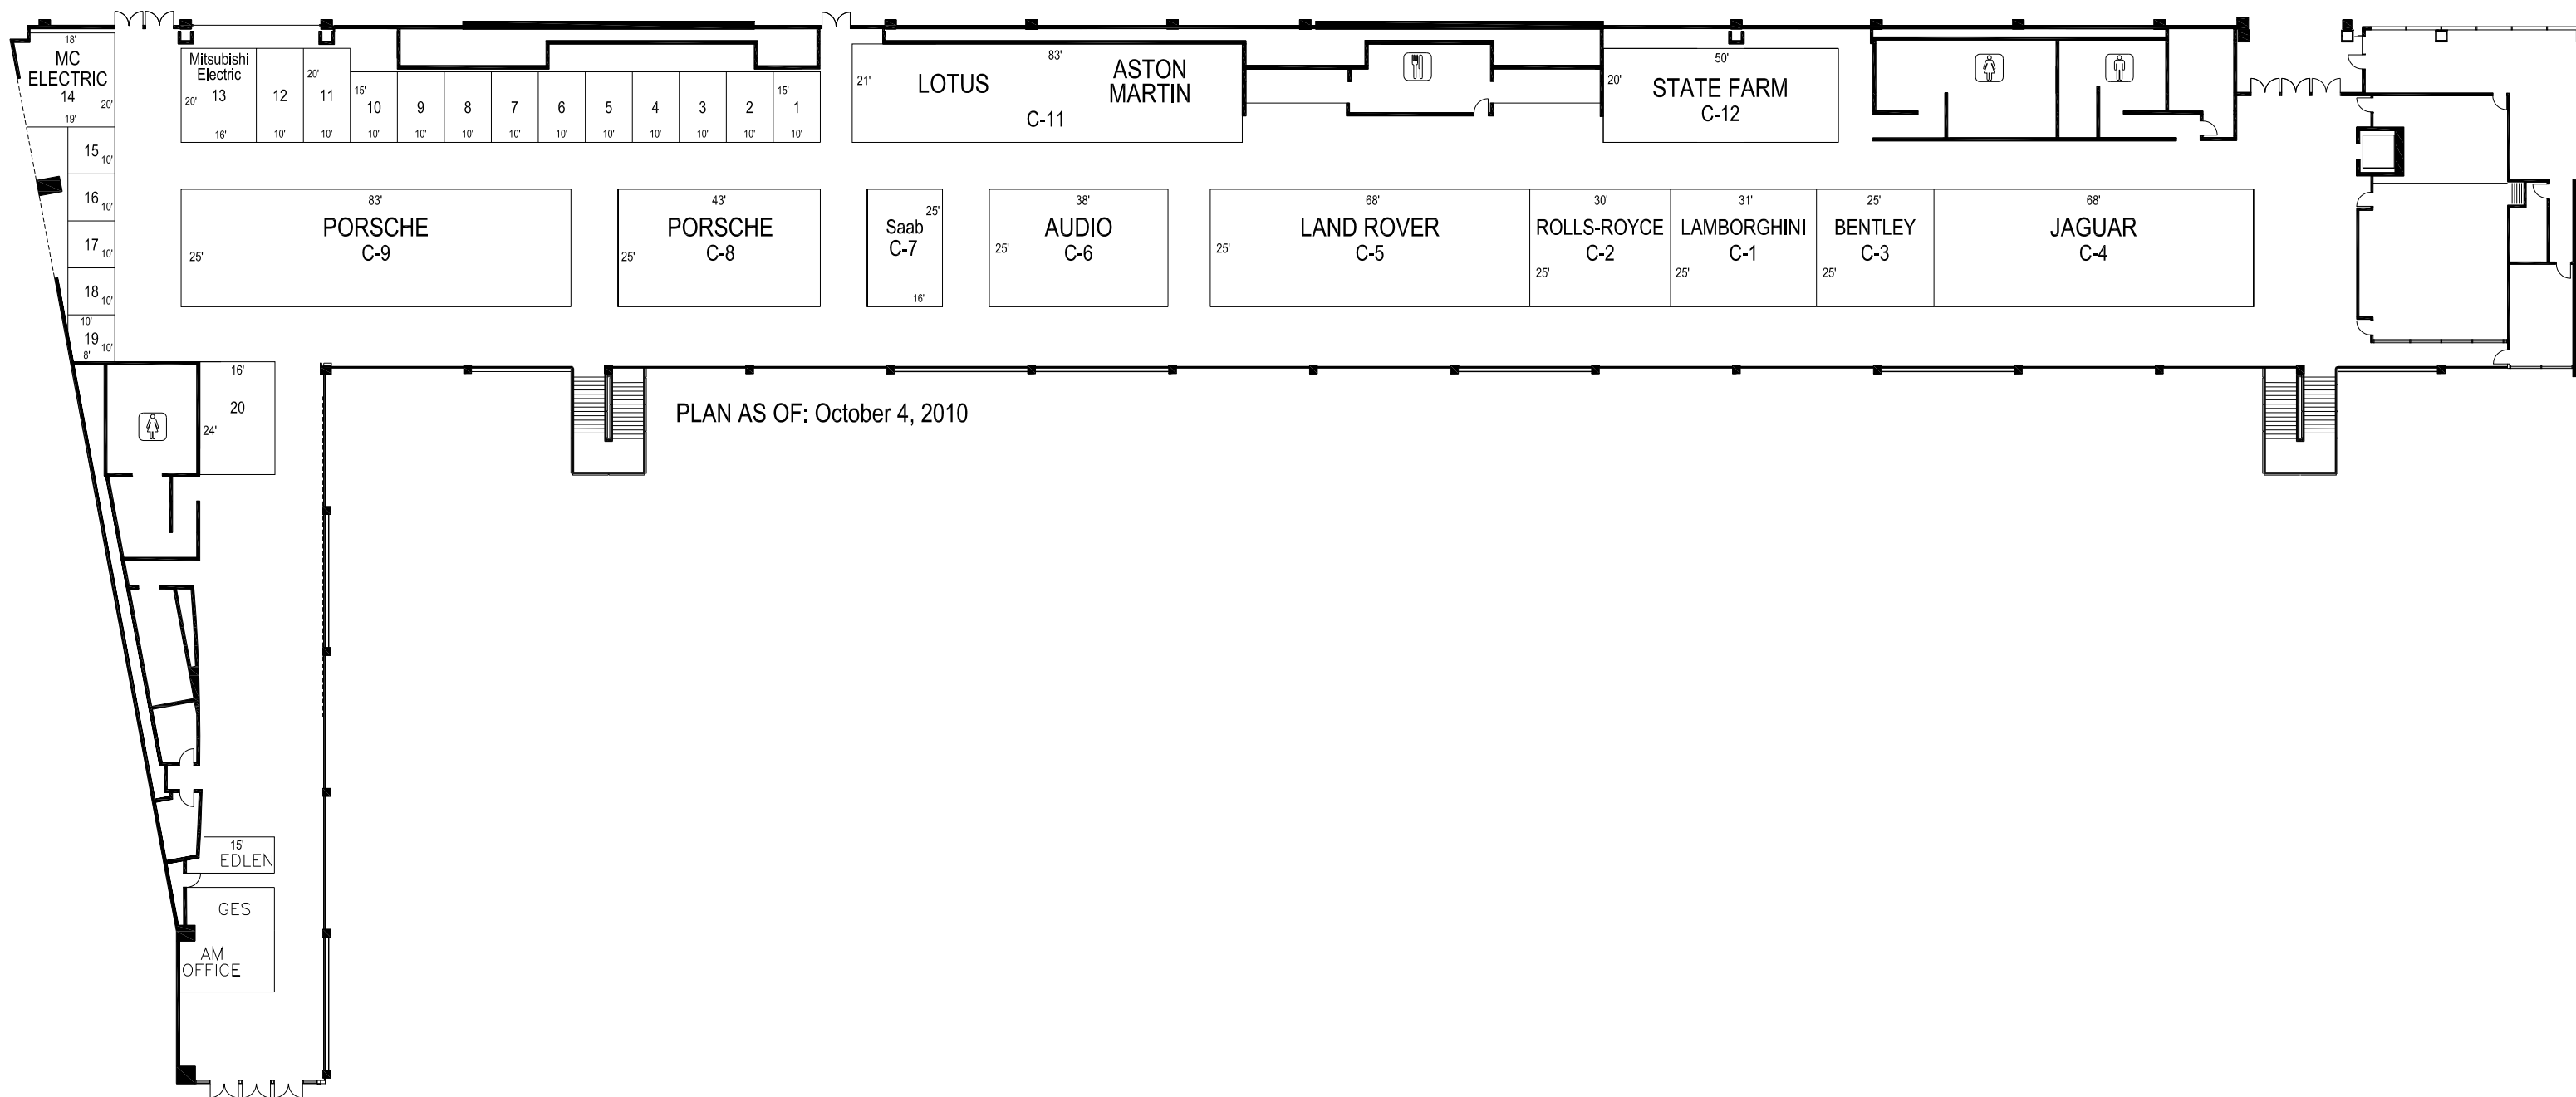 18'
MC
ELECTRIC
14
20'
19'
Mitsubishi
Electric
20'
13
16'
12
10'
20'
11
10'
15'
10
10'
9
10'
8
10'
7
10'
6
10'
5
10'
4
10'
3
10'
2
10'
15'
1
10'
83'
21'
LOTUS
ASTON
MARTIN
C-11
50'
20'
STATE FARM
C-12
15
10'
16
10'
17
10'
18
10'
10'
19
10'
8'
83'
PORSCHE
C-9
25'
43'
PORSCHE
C-8
25'
25'
Saab
C-7
16'
38'
AUDIO
C-6
25'
68'
LAND ROVER
C-5
25'
30'
ROLLS-ROYCE
C-2
25'
31'
LAMBORGHINI
C-1
25'
25'
BENTLEY
C-3
25'
68'
JAGUAR
C-4
16'
20
24'
PLAN AS OF: October 4, 2010
15'
EDLEN
GES
AM
OFFICE